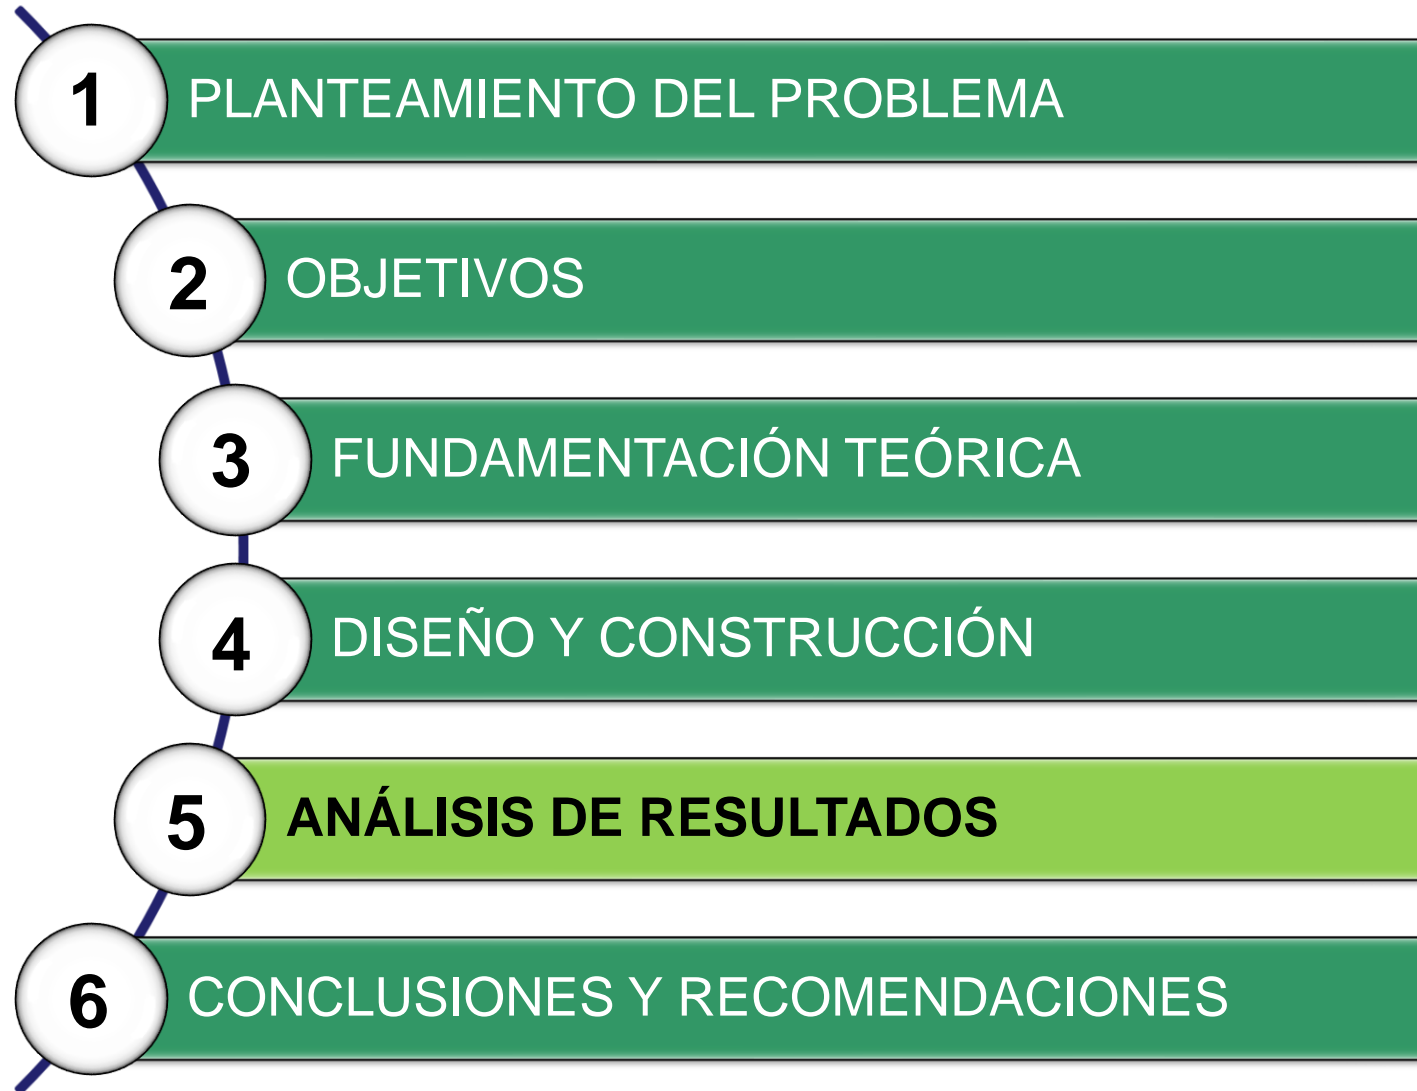 1 PLANTEAMIENTO DEL PROBLEMA
2 OBJETIVOS
3 FUNDAMENTACIÓN TEÓRICA
4 DISEÑO Y CONSTRUCCIÓN
5 ANÁLISIS DE RESULTADOS
6 CONCLUSIONES Y RECOMENDACIONES